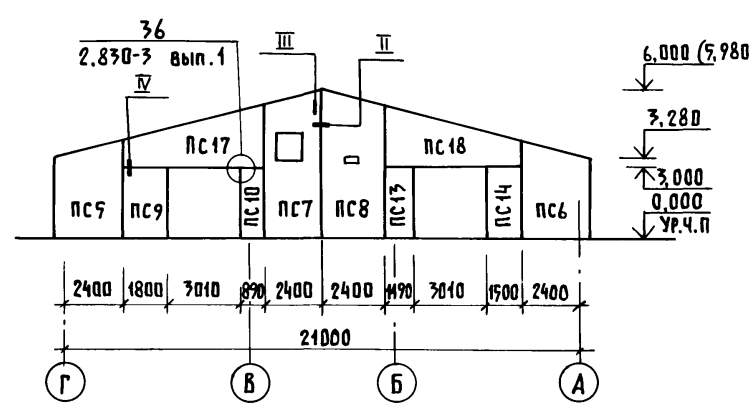 36
2.830-3 вып.1
III
II
IV
6,000 (5,980
3,280
3,000
0,000
УР.Ч.П
ПС17
ПС18
ПС5
ПС9
ПС10
ПС7
ПС8
ПС13
ПС14
ПС6
2400 1800 3010 890 2400 2400 1190 3010 1500 2400
21000
Г В Б А